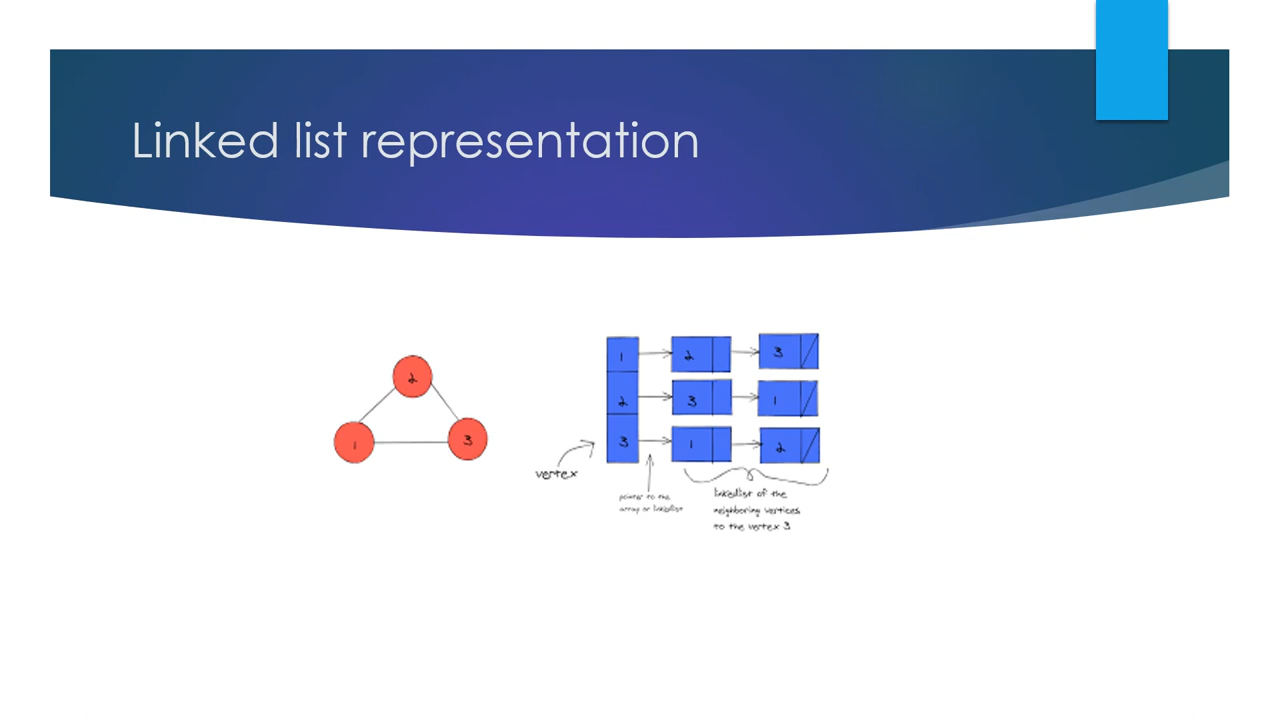 Linked list representation
2
1
3
1 2 3
2 3 1
3 1 2
vertex
pointer to the
array or linkedlist
linkedlist of the
neighboring vertices
to the vertex 3